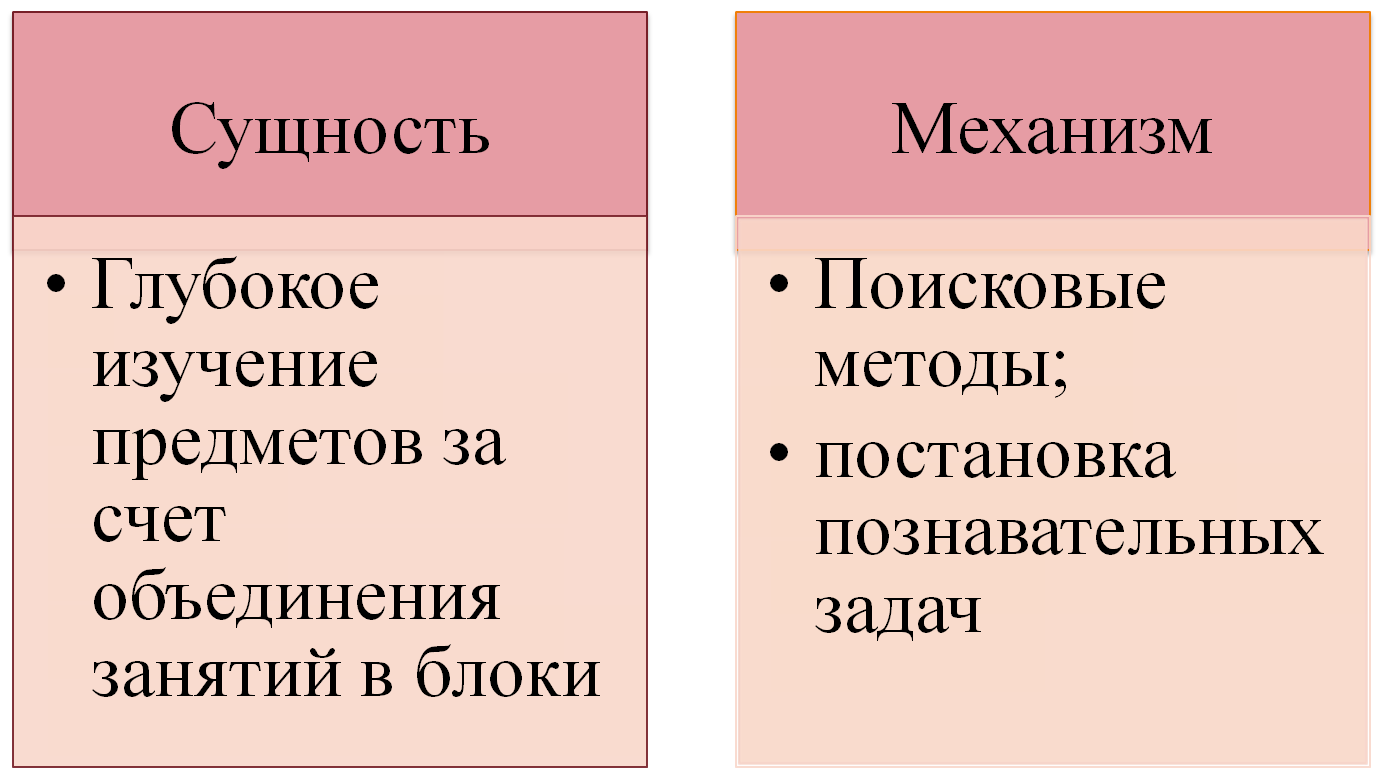 Сущность
• Глубокое
изучение
предметов за
счет
объединения
занятий в блоки
Механизм
• Поисковые
методы;
• постановка
познавательных
задач